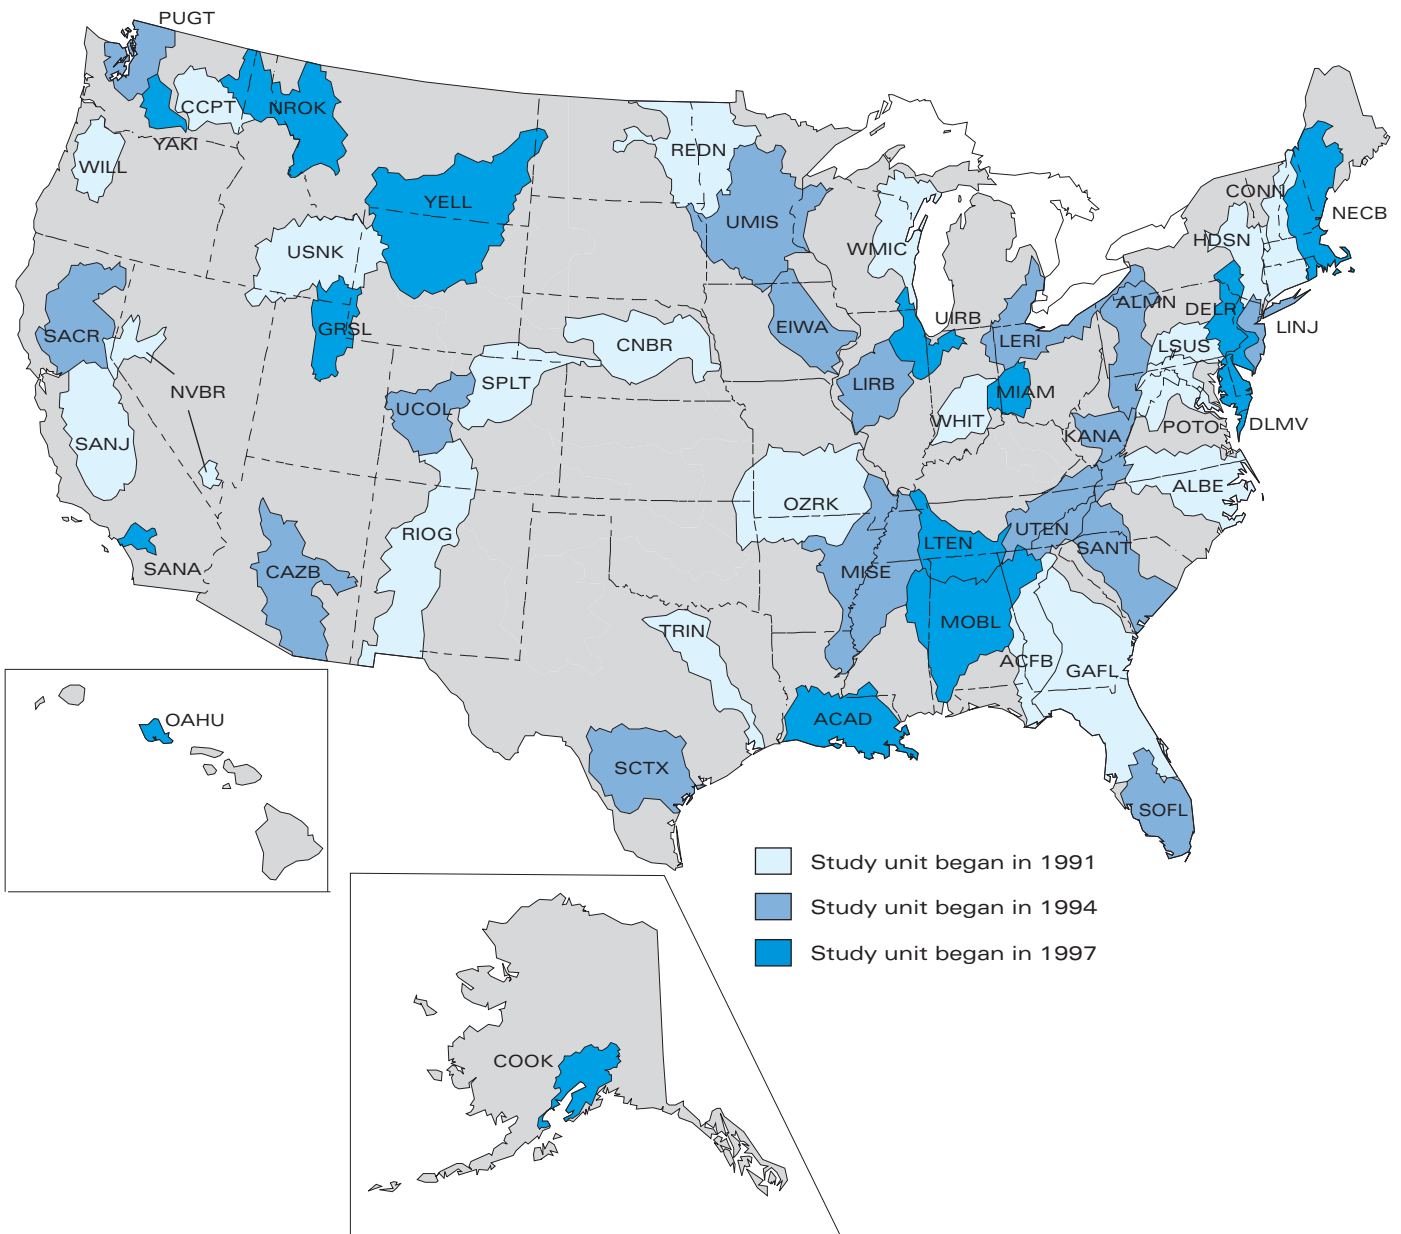 PUGT
CCPT
NROK
YAKI
WILL
REDN
YELL
UMIS
CONN
NECB
HDSN
WMIC
USNK
ALMN
DELR
UIRB
GRSL
EIWA
LINJ
SACR
LERI
LSUS
CNBR
SPLT
LIRB
NVBR
MIAM
UCOL
WHIT
POTO
DLMV
KANA
SANJ
ALBE
OZRK
RIOG
UTEN
LTEN
SANT
SANA
CAZB
MISE
MOBL
TRIN
ACFB
GAFL
OAHU
ACAD
SCTX
SOFL
Study unit began in 1991
Study unit began in 1994
Study unit began in 1997
COOK